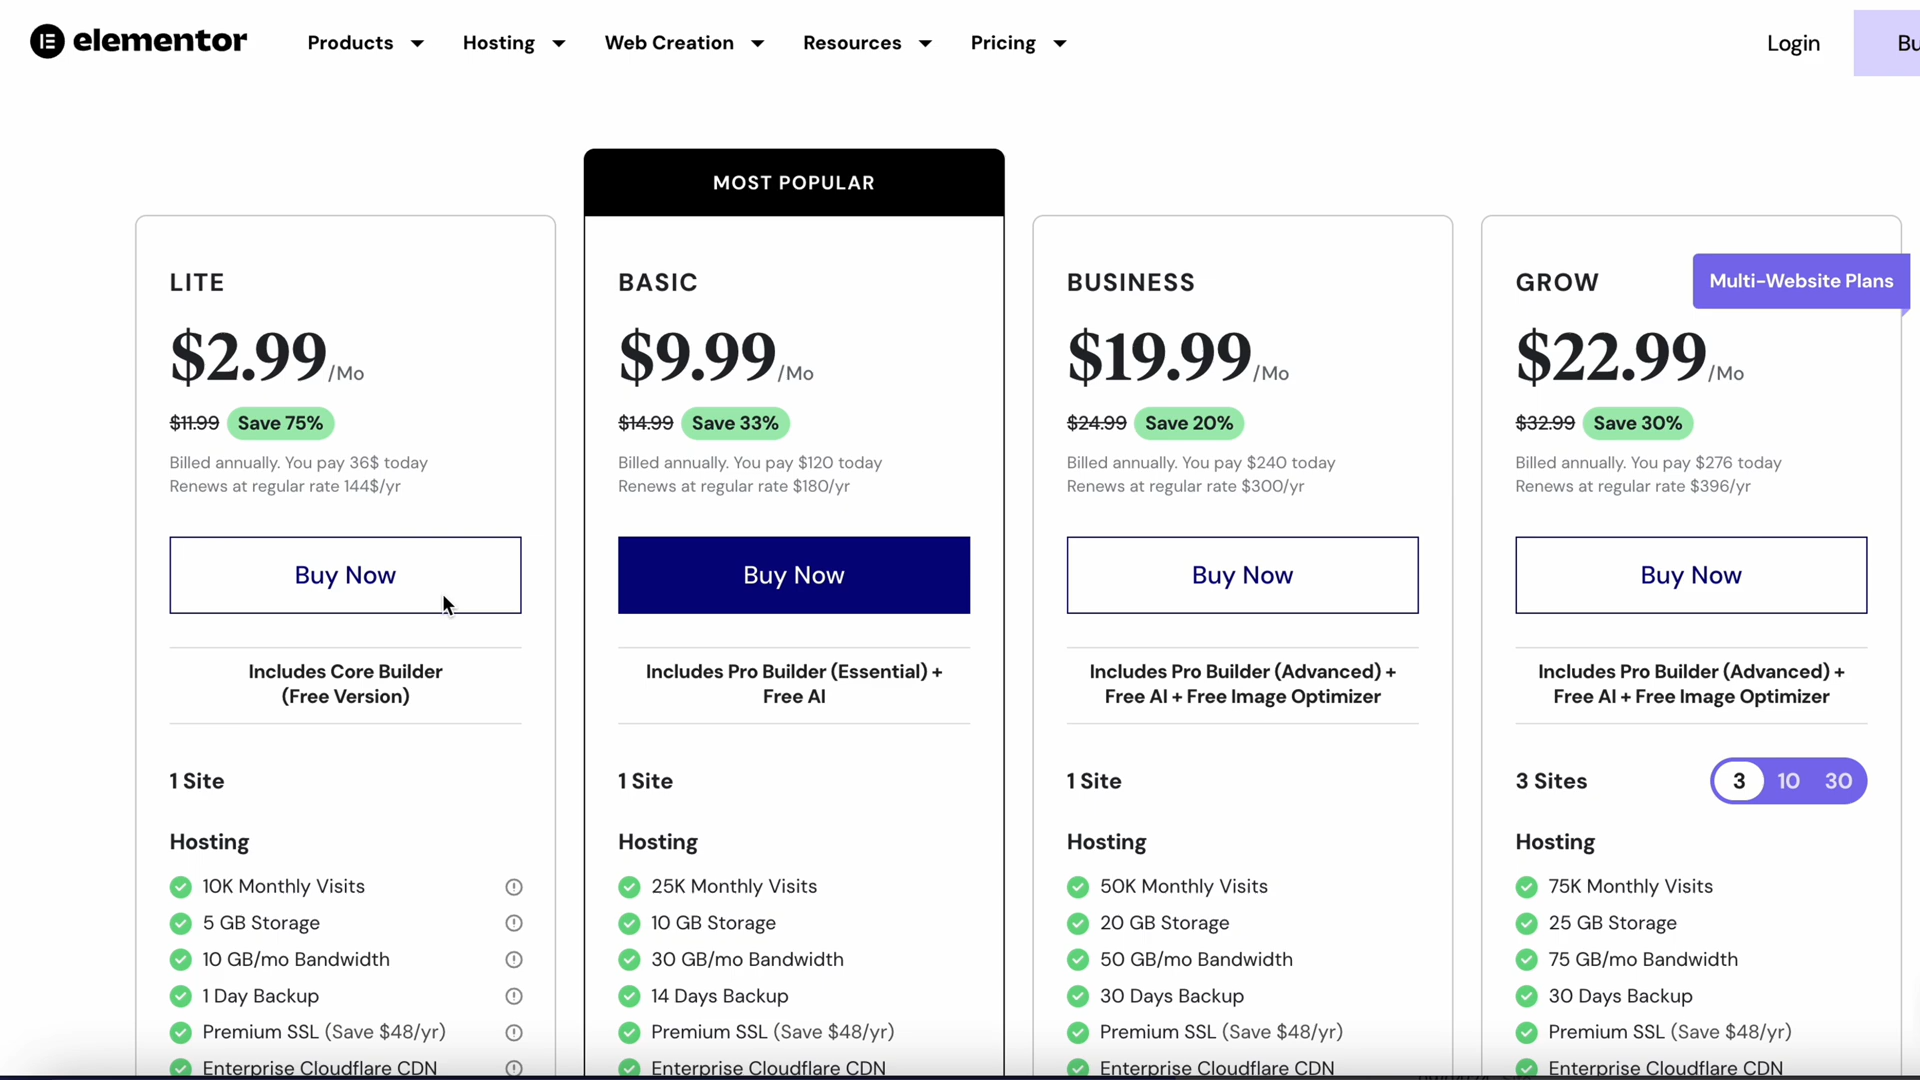 elementor
Products
Hosting
Web Creation
Resources
Pricing
Login
Bu
MOST POPULAR
LITE
$2.99/Mo
$11.99 Save 75%
Billed annually. You pay 36$ today
Renews at regular rate 144$/yr
Buy Now
Includes Core Builder
(Free Version)
1 Site
Hosting
10K Monthly Visits
5 GB Storage
10 GB/mo Bandwidth
1 Day Backup
Premium SSL (Save $48/yr)
Enterprise Cloudflare CDN
BASIC
$9.99/Mo
$14.99 Save 33%
Billed annually. You pay $120 today
Renews at regular rate $180/yr
Buy Now
Includes Pro Builder (Essential) +
Free AI
1 Site
Hosting
25K Monthly Visits
10 GB Storage
30 GB/mo Bandwidth
14 Days Backup
Premium SSL (Save $48/yr)
Enterprise Cloudflare CDN
BUSINESS
$19.99/Mo
$24.99 Save 20%
Billed annually. You pay $240 today
Renews at regular rate $300/yr
Buy Now
Includes Pro Builder (Advanced) +
Free AI + Free Image Optimizer
1 Site
Hosting
50K Monthly Visits
20 GB Storage
50 GB/mo Bandwidth
30 Days Backup
Premium SSL (Save $48/yr)
Enterprise Cloudflare CDN
GROW
Multi-Website Plans
$22.99/Mo
$32.99 Save 30%
Billed annually. You pay $276 today
Renews at regular rate $396/yr
Buy Now
Includes Pro Builder (Advanced) +
Free AI + Free Image Optimizer
3 Sites
3 10 30
Hosting
75K Monthly Visits
25 GB Storage
75 GB/mo Bandwidth
30 Days Backup
Premium SSL (Save $48/yr)
Enterprise Cloudflare CDN